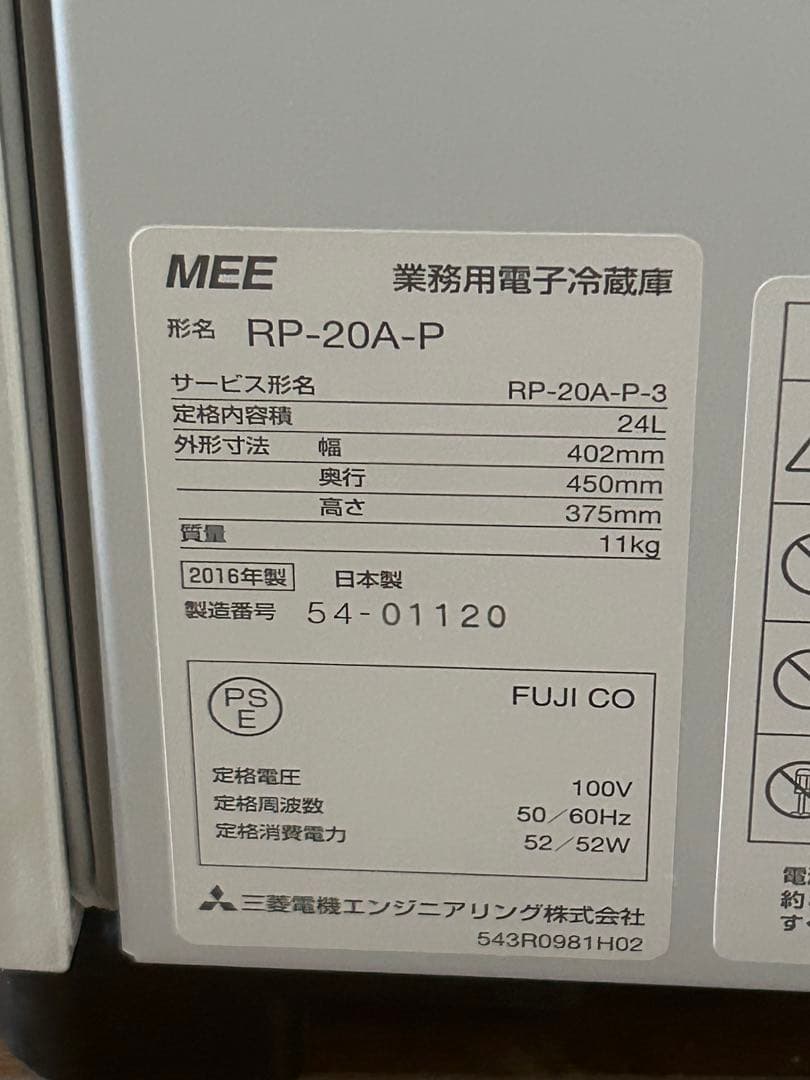 MEE 業務用電子冷蔵庫
形名 RP-20A-P
サービス形名 RP-20A-P-3
定格内容積 24L
外形寸法 幅 402mm
奥行 450mm
高さ 375mm
質量 11kg
2016年製 日本製
製造番号 54-01120
PS
E
FUJI CO
定格電圧 100V
定格周波数 50/60Hz
定格消費電力 52/52W
三菱電機エンジニアリング株式会社
543R0981H02
約
す